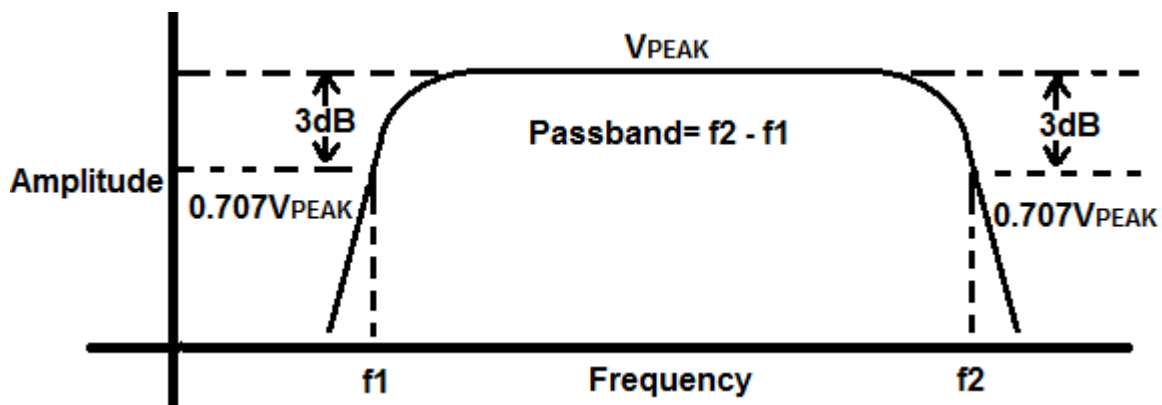 VPEAK
3dB
3dB
Passband= f2 - f1
Amplitude
0.707VPEAK
0.707VPEAK
f1
Frequency
f2